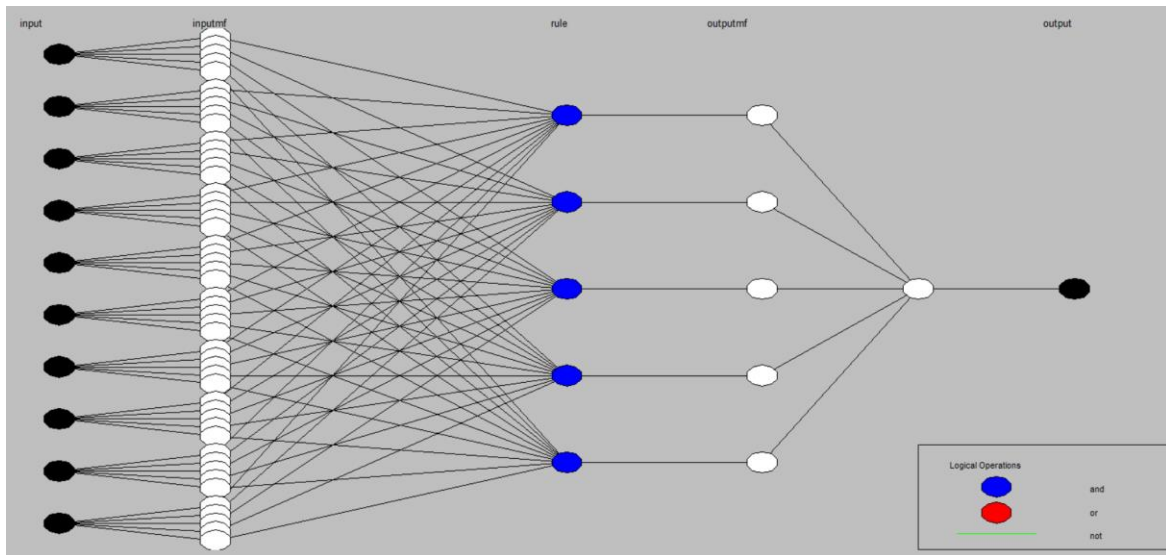 input
inputmf
rule
outputmf
output
Logical Operations
and
or
not